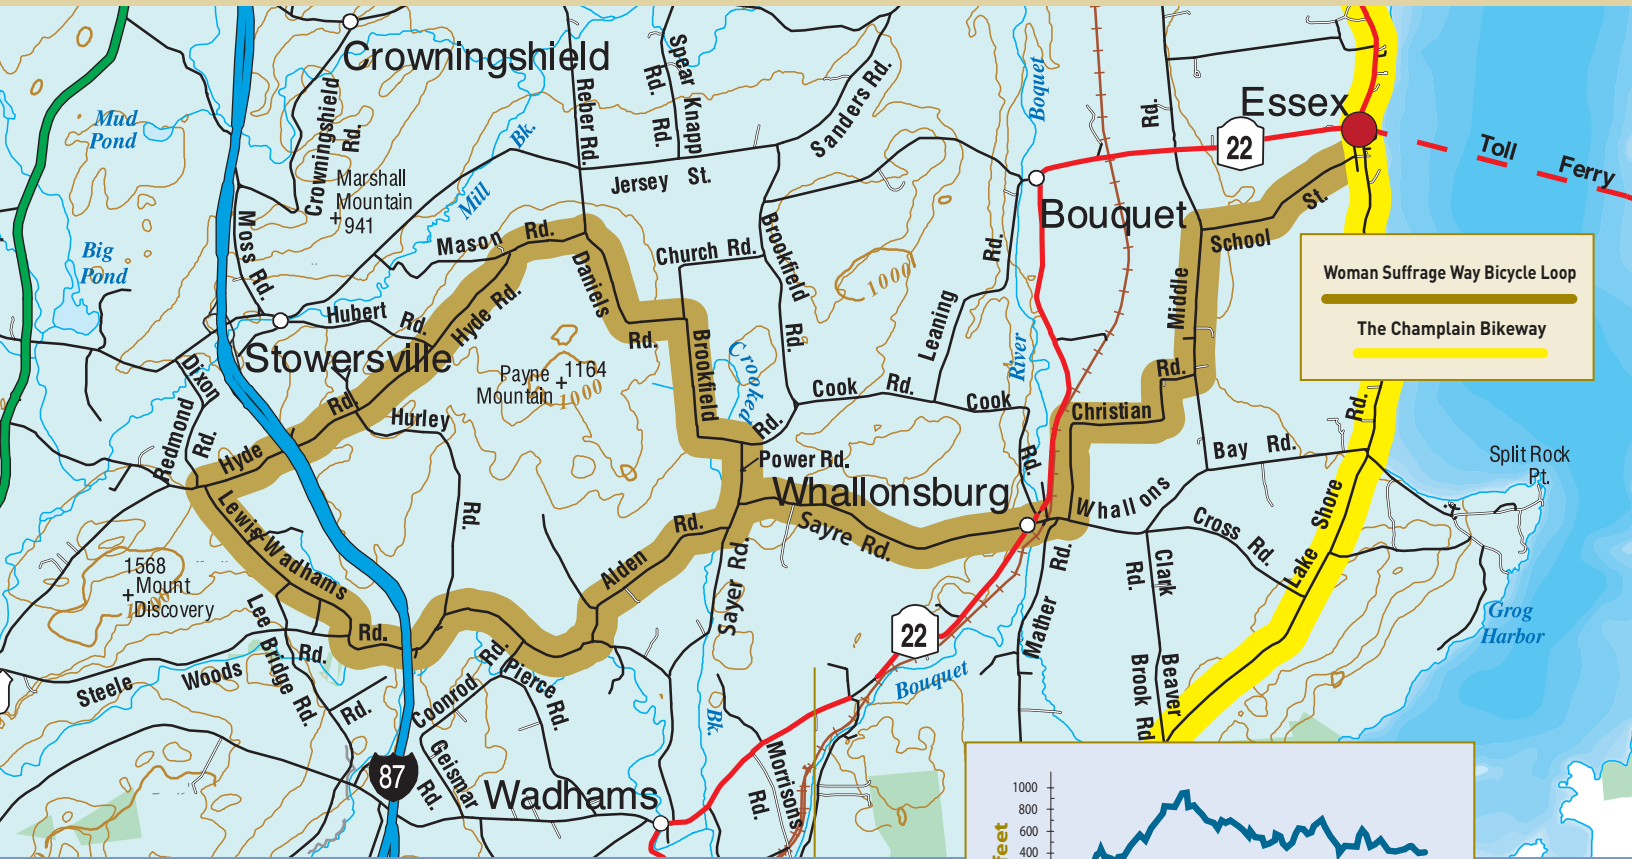 Crowningshield
Spear Knapp
Rd.
Rd.
Reber Rd.
Sanders Rd.
Boquet
Rd.
Essex
22
Toll Ferry
Mud
Pond
Crowningshield
Rd.
Bk.
Mill
Marshall
Mountain
941
Jersey St.
Bouquet
School St.
Big
Pond
Moss Rd.
Mason Rd.
Church Rd.
Brookfield
Rd.
1000
Rd.
Leaning
Middle
Woman Suffrage Way Bicycle Loop
The Champlain Bikeway
Hubert Rd.
Hyde Rd.
Daniels
Rd.
Stowersville
Dixon
Payne
Mountain
1164
1000
Brookfield
Crooked
River
Cook Rd.
Cook
Rd.
Rd.
Christian
Rd.
Redmond
Rd.
Rd.
Hurley
Rd.
Hyde
Rd.
Power Rd.
Bay Rd.
Split Rock
Pt.
Whallonsburg
Whallons
Lewis Wadhams
Rd.
Alden
Rd.
Sayre Rd.
Cross Rd.
Lake Shore
Rd.
1568
Mount
Discovery
Sayer Rd.
Mather
Rd.
Clark
Rd.
Grog
Harbor
22
Lee Bridge Rd.
Rd.
Steele Woods
Rd.
Coonrod
Rd.
Pierce
Rd.
Bouquet
Beaver
Brook Rd
Bk.
87
Geismar
Rd.
Wadhams
Morrisons
Rd.
feet
1000
800
600
400